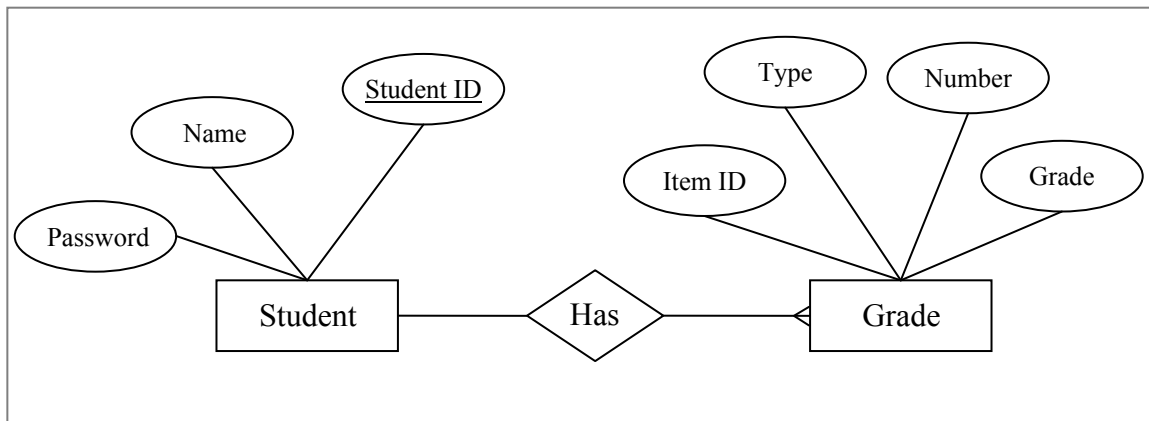 Type
Number
Student ID
Name
Item ID
Grade
Password
Student
Has
Grade